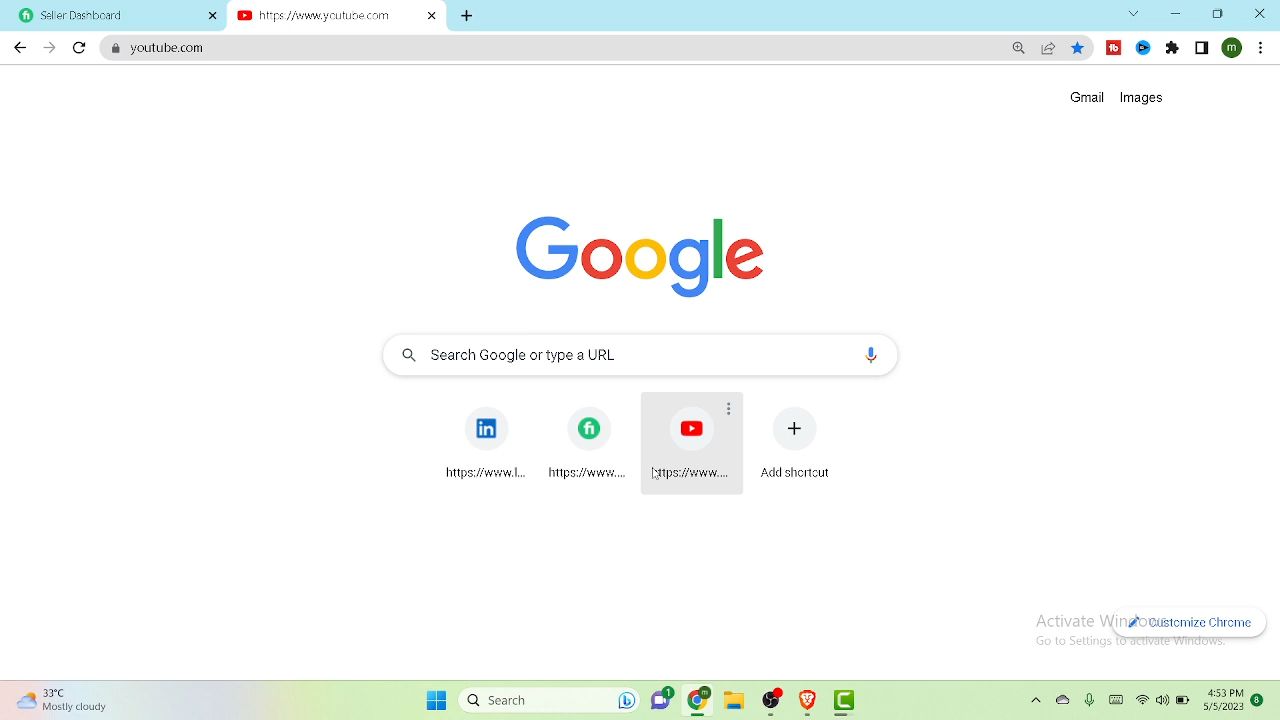 Seller Dashboard
https://www.youtube.com
youtube.com
Gmail Images
Google
Search Google or type a URL
https://www.l... https://www.... https://www.... Add shortcut
Activate Windows
Customize Chrome
Go to Settings to activate Windows.
33°C
Mostly cloudy
Search
1
4:53 PM
5/5/2023
8